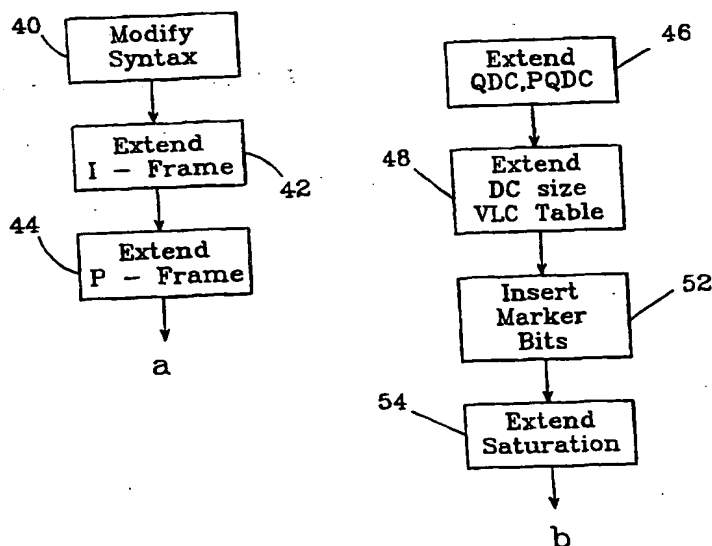 40
Modify
Syntax
Extend
I - Frame
42
44
Extend
P - Frame
a
46
Extend
QDC,PQDC
48
Extend
DC size
VLC Table
Insert
Marker
Bits
52
54
Extend
Saturation
b